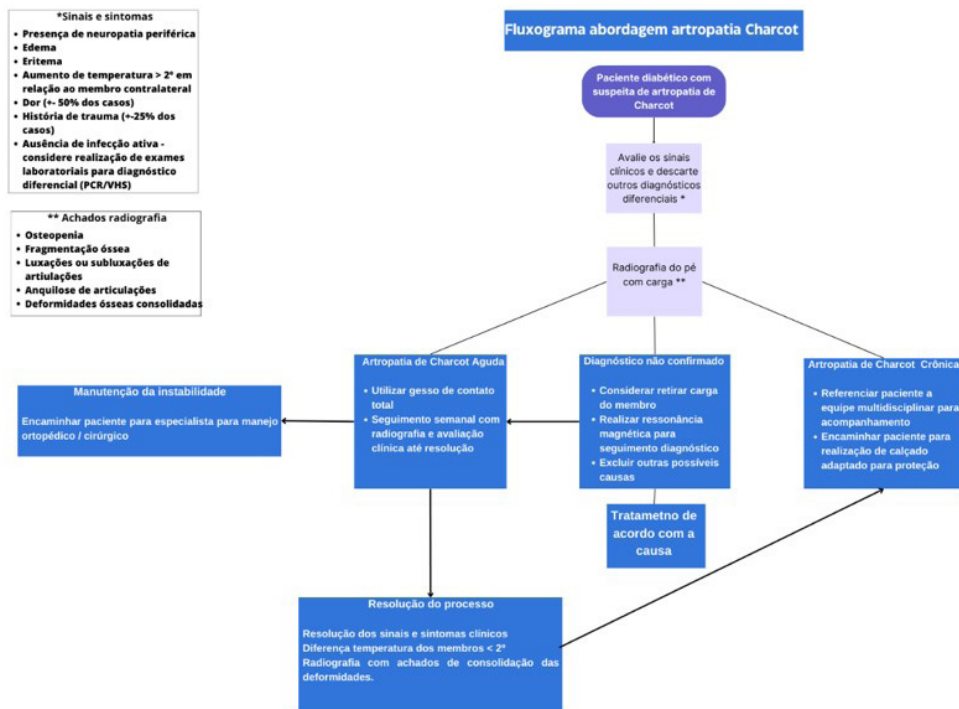 *Sinais e sintomas
• Presença de neuropatia periférica
• Edema
• Eritema
• Aumento de temperatura > 2ª em
relação ao membro contralateral
• Dor (+- 50% dos casos)
• História de trauma (+-25% dos
casos)
• Ausência de infecção ativa -
considere realização de exames
laboratoriais para diagnóstico
diferencial (PCR/VHS)
** Achados radiografia
• Osteopenia
• Fragmentação óssea
• Luxações ou subluxações de
artiulações
• Anquilose de articulações
• Deformidades ósseas consolidadas
Fluxograma abordagem artropatia Charcot
Paciente diabético com
suspeita de artropatia de
Charcot
Avalie os sinais
clínicos e descarte
outros diagnósticos
diferenciais *
Radiografia do pé
com carga **
Manutenção da instabilidade
Encaminhar paciente para especialista para manejo
ortopédico / cirúrgico
Artropatia de Charcot Aguda
• Utilizar gesso de contato
total
• Seguimento semanal com
radiografia e avaliação
clínica até resolução
Diagnóstico não confirmado
• Considerar retirar carga
do membro
• Realizar ressonância
magnética para
seguimento diagnóstico
• Excluir outras possíveis
causas
Artropatia de Charcot Crônica
• Referenciar paciente a
equipe multidisciplinar para
acompanhamento
• Encaminhar paciente para
realização de calçado
adaptado para proteção
Tratametno de
acordo com a
causa
Resolução do processo
Resolução dos sinais e sintomas clínicos
Diferença temperatura dos membros < 2ª
Radiografia com achados de consolidação das
deformidades.